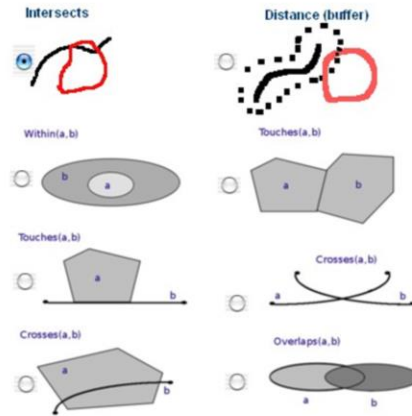 Intersects
Distance (buffer)
Within(a,b)
b
a
Touches(a,b)
a
b
Touches(a,b)
a
b
Crosses(a,b)
a
b
Crosses(a,b)
a
b
Overlaps(a,b)
a
b